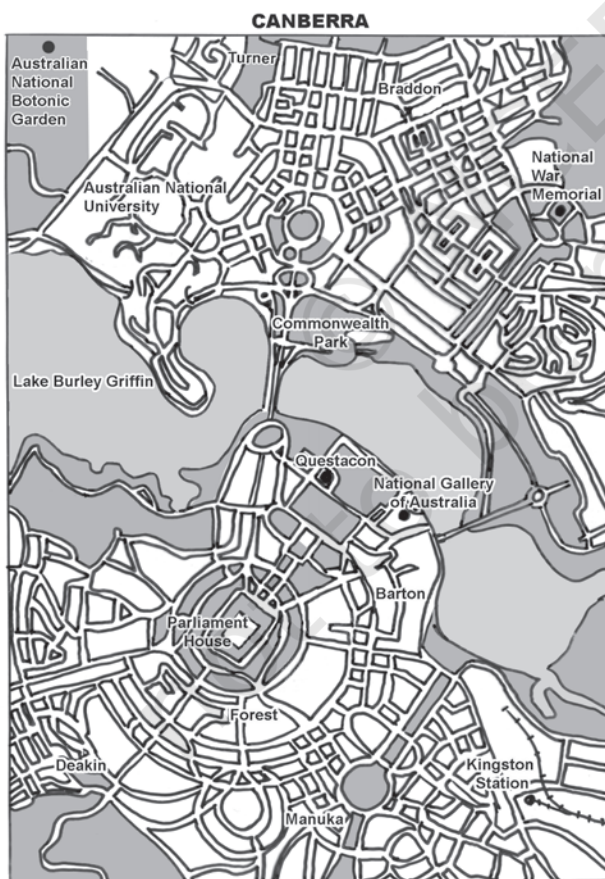 CANBERRA
Australian
National
Botonic
Garden
Turner
Braddon
National
War
Memorial
Australian National
University
Commonwealth
Park
Lake Burley Griffin
Questacon
National Gallery
of Australia
Barton
Parliament
House
Forest
Deakin
Kingston
Station
Manuka